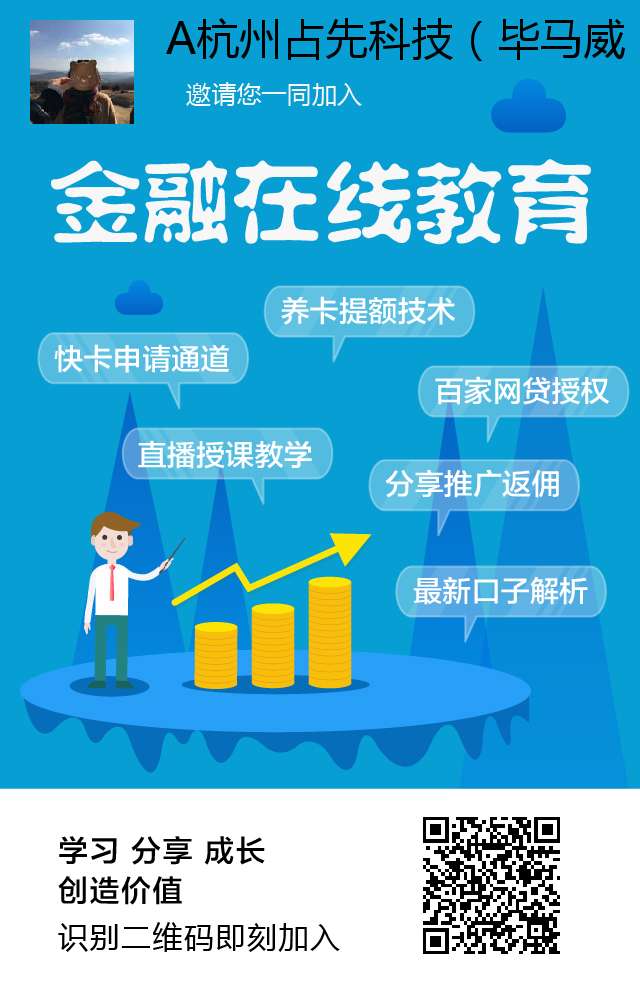 A杭州占先科技（毕马威
邀请您一同加入
金融在线教育
养卡提额技术
快卡申请通道
百家网贷授权
直播授课教学
分享推广返佣
最新口子解析
学习 分享 成长
创造价值
识别二维码即刻加入